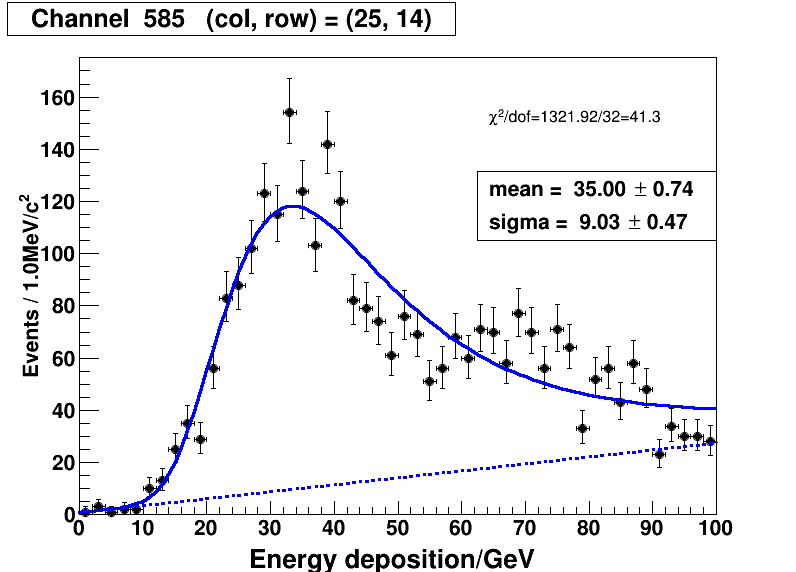 Channel 585 (col, row) = (25, 14)
χ²/dof=1321.92/32=41.3
mean = 35.00 ± 0.74
sigma = 9.03 ± 0.47
Events / 1.0MeV/c²
160
140
120
100
80
60
40
20
0
0 10 20 30 40 50 60 70 80 90 100
Energy deposition/GeV